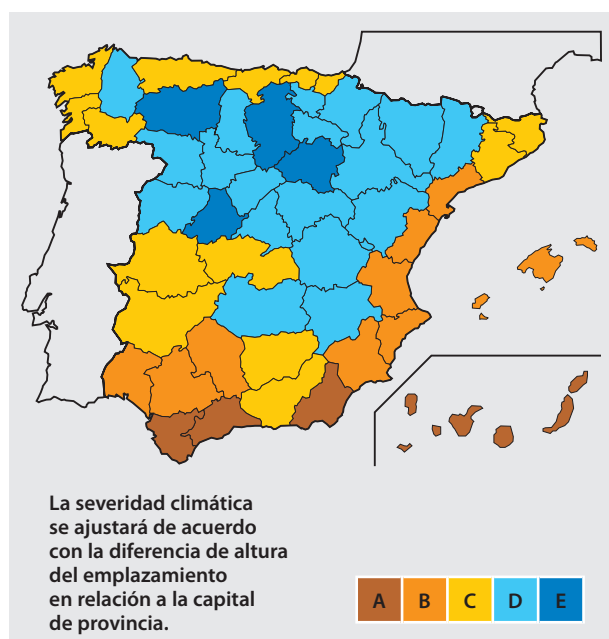 La severidad climática
se ajustará de acuerdo
con la diferencia de altura
del emplazamiento
en relación a la capital
de provincia.
A B C D E